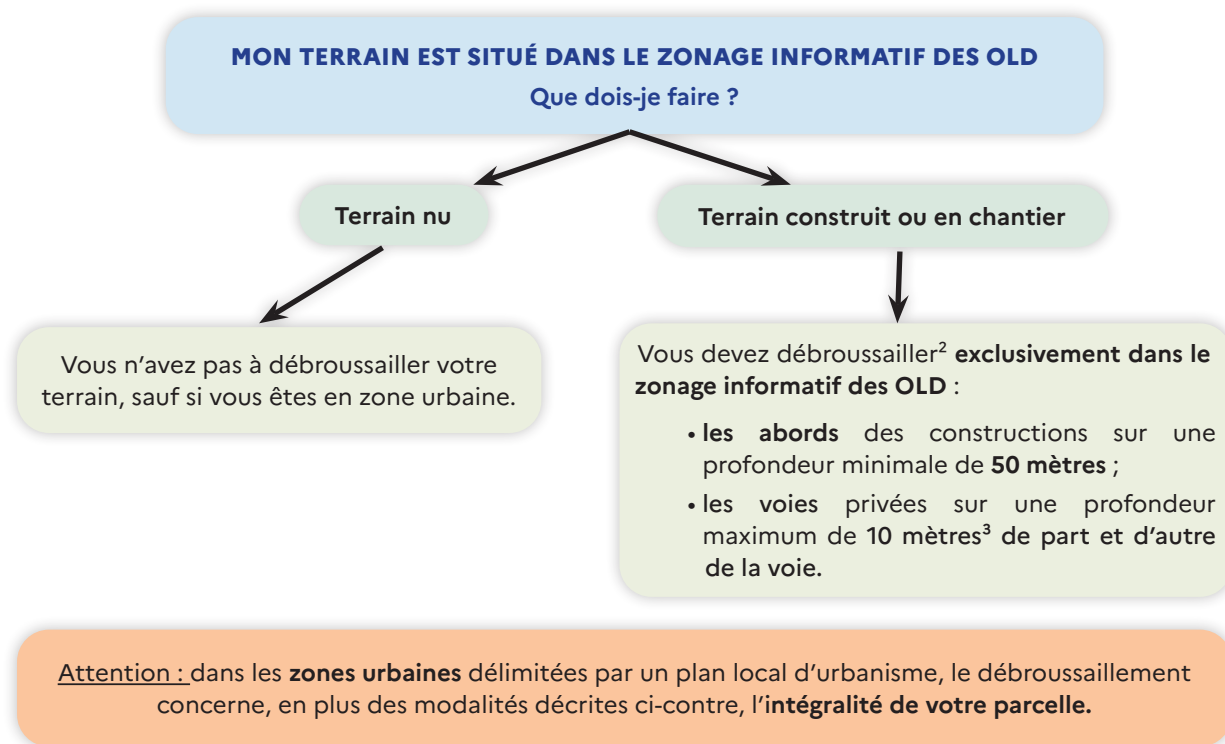 MON TERRAIN EST SITUÉ DANS LE ZONAGE INFORMATIF DES OLD
Que dois-je faire ?
Terrain nu
Terrain construit ou en chantier
Vous n’avez pas à débroussailler votre
terrain, sauf si vous êtes en zone urbaine.
Vous devez débroussailler² exclusivement dans le
zonage informatif des OLD :
• les abords des constructions sur une
profondeur minimale de 50 mètres ;
• les voies privées sur une profondeur
maximum de 10 mètres³ de part et d’autre
de la voie.
Attention : dans les zones urbaines délimitées par un plan local d’urbanisme, le débroussaillement
concerne, en plus des modalités décrites ci-contre, l’intégralité de votre parcelle.